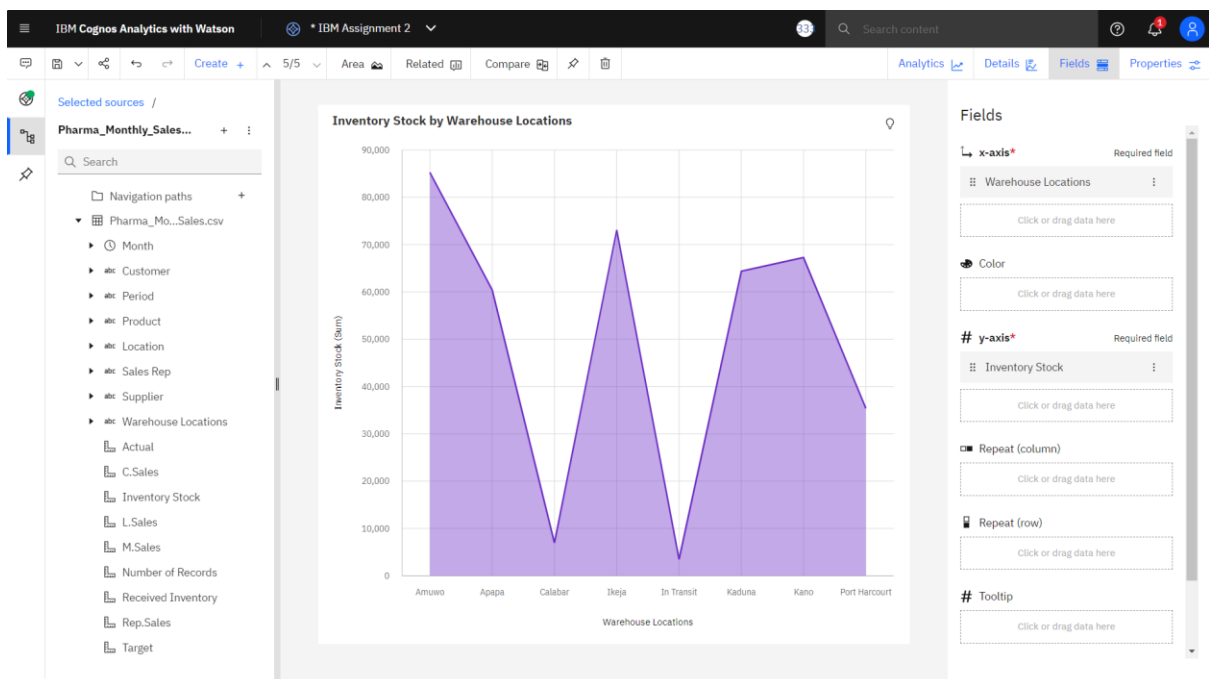 IBM Cognos Analytics with Watson
* IBM Assignment 2
Search content
Create +
5/5
Area
Related
Compare
Analytics
Details
Fields
Properties
Selected sources /
Pharma_Monthly_Sales... +
Search
Navigation paths +
Pharma_Mo...Sales.csv
Month
abc Customer
abc Period
abc Product
abc Location
abc Sales Rep
abc Supplier
abc Warehouse Locations
Actual
C.Sales
Inventory Stock
L.Sales
M.Sales
Number of Records
Received Inventory
Rep.Sales
Target
Inventory Stock by Warehouse Locations
90,000
80,000
70,000
60,000
50,000
40,000
30,000
20,000
10,000
0
Inventory Stock (Sum)
Amuwo Apapa Calabar Ikeja In Transit Kaduna Kano Port Harcourt
Warehouse Locations
Fields
x-axis* Required field
Warehouse Locations
Click or drag data here
Color
Click or drag data here
# y-axis* Required field
Inventory Stock
Click or drag data here
Repeat (column)
Click or drag data here
Repeat (row)
Click or drag data here
# Tooltip
Click or drag data here